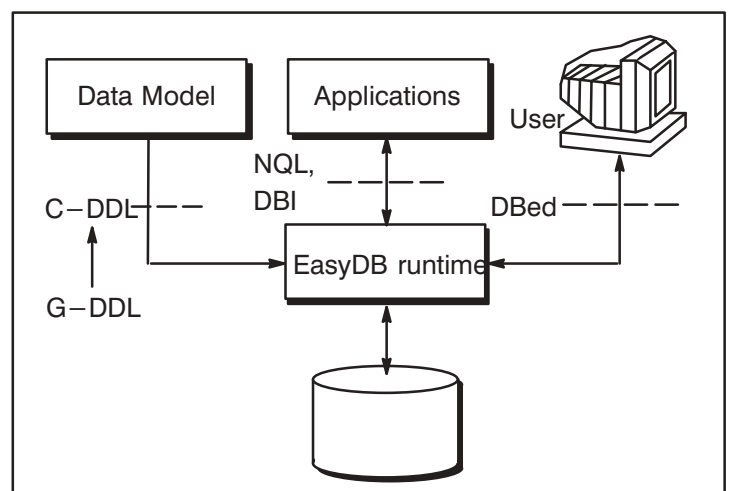 Data Model
Applications
User
NQL,
DBI
C–DDL
DBed
EasyDB runtime
G–DDL